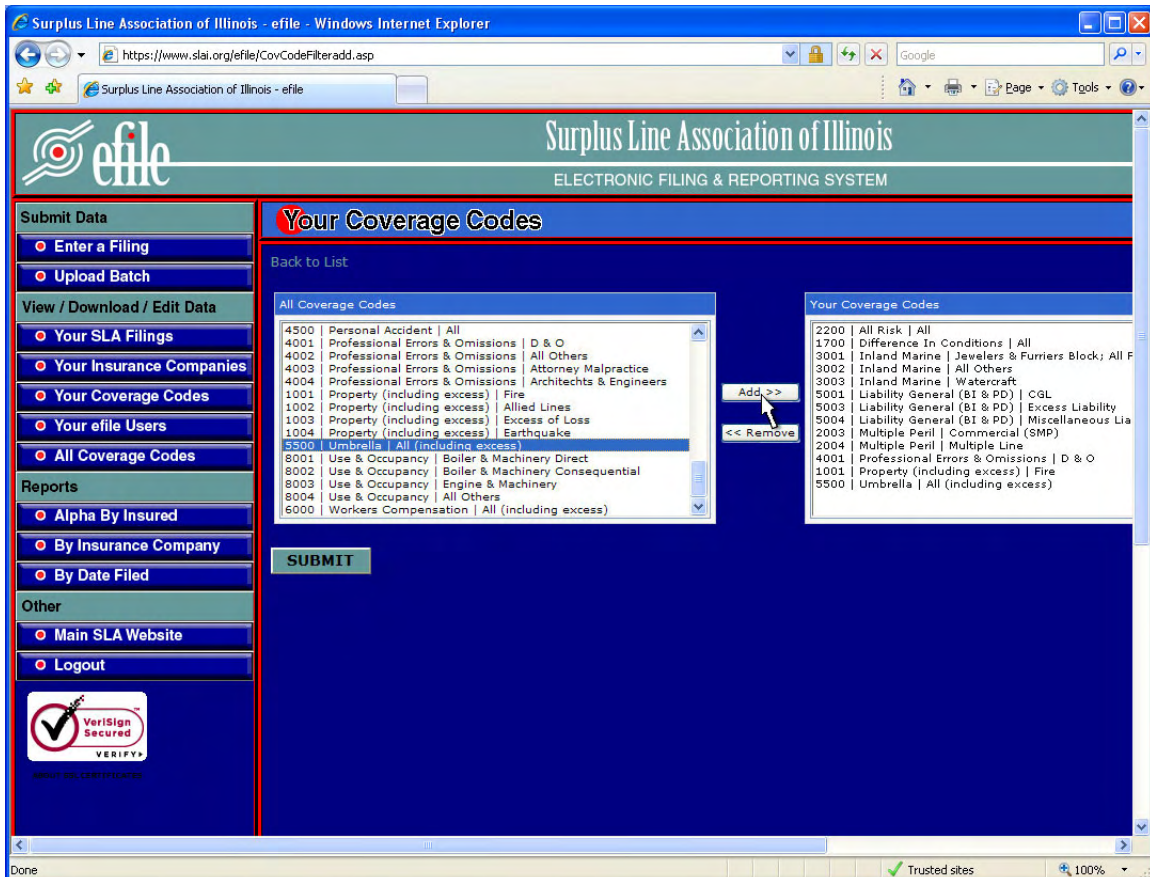 Surplus Line Association of Illinois - efile - Windows Internet Explorer
https://www.slai.org/efile/CovCodeFilteradd.asp
Google
Surplus Line Association of Illinois - efile
Page
Tools
efile
Surplus Line Association of Illinois
ELECTRONIC FILING & REPORTING SYSTEM
Submit Data
Enter a Filing
Upload Batch
View / Download / Edit Data
Your SLA Filings
Your Insurance Companies
Your Coverage Codes
Your efile Users
All Coverage Codes
Reports
Alpha By Insured
By Insurance Company
By Date Filed
Other
Main SLA Website
Logout
VeriSign
Secured
VERIFY
Your Coverage Codes
Back to List
All Coverage Codes
4500 | Personal Accident | All
4001 | Professional Errors & Omissions | D & O
4002 | Professional Errors & Omissions | All Others
4003 | Professional Errors & Omissions | Attorney Malpractice
4004 | Professional Errors & Omissions | Architechts & Engineers
1001 | Property (including excess) | Fire
1002 | Property (including excess) | Allied Lines
1003 | Property (including excess) | Excess of Loss
1004 | Property (including excess) | Earthquake
5500 | Umbrella | All (including excess)
8001 | Use & Occupancy | Boiler & Machinery Direct
8002 | Use & Occupancy | Boiler & Machinery Consequential
8003 | Use & Occupancy | Engine & Machinery
8004 | Use & Occupancy | All Others
6000 | Workers Compensation | All (including excess)
Add >>
<< Remove
Your Coverage Codes
2200 | All Risk | All
1700 | Difference In Conditions | All
3001 | Inland Marine | Jewelers & Furriers Block; All F
3002 | Inland Marine | All Others
3003 | Inland Marine | Watercraft
5001 | Liability General (BI & PD) | CGL
5003 | Liability General (BI & PD) | Excess Liability
5004 | Liability General (BI & PD) | Miscellaneous Lia
2003 | Multiple Peril | Commercial (SMP)
2004 | Multiple Peril | Multiple Line
4001 | Professional Errors & Omissions | D & O
1001 | Property (including excess) | Fire
5500 | Umbrella | All (including excess)
SUBMIT
Done
Trusted sites
100%